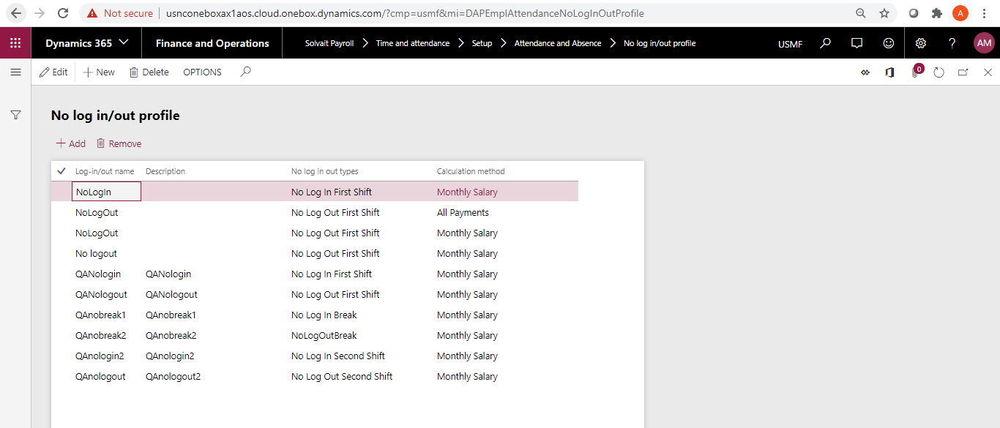 Not secure usnconeboxax1aos.cloud.onebox.dynamics.com/?cmp=usmf&mi=DAPEmplAttendanceNoLogInOutProfile A
Dynamics 365 Finance and Operations Solvait Payroll Time and attendance Setup Attendance and Absence No log in/out profile USMF ? AM
Edit New Delete OPTIONS 0
No log in/out profile
Add Remove
Log-in/out name Description No log in out types Calculation method
NoLogIn No Log In First Shift Monthly Salary
NoLogOut No Log Out First Shift All Payments
NoLogOut No Log Out First Shift Monthly Salary
No logout No Log Out First Shift Monthly Salary
QANologin QANologin No Log In First Shift Monthly Salary
QANologout QANologout No Log Out First Shift Monthly Salary
QAnobreak1 QAnobreak1 No Log In Break Monthly Salary
QAnobreak2 QAnobreak2 NoLogOutBreak Monthly Salary
QAnologin2 QAnologin2 No Log In Second Shift Monthly Salary
QAnologout QAnologout2 No Log Out Second Shift Monthly Salary